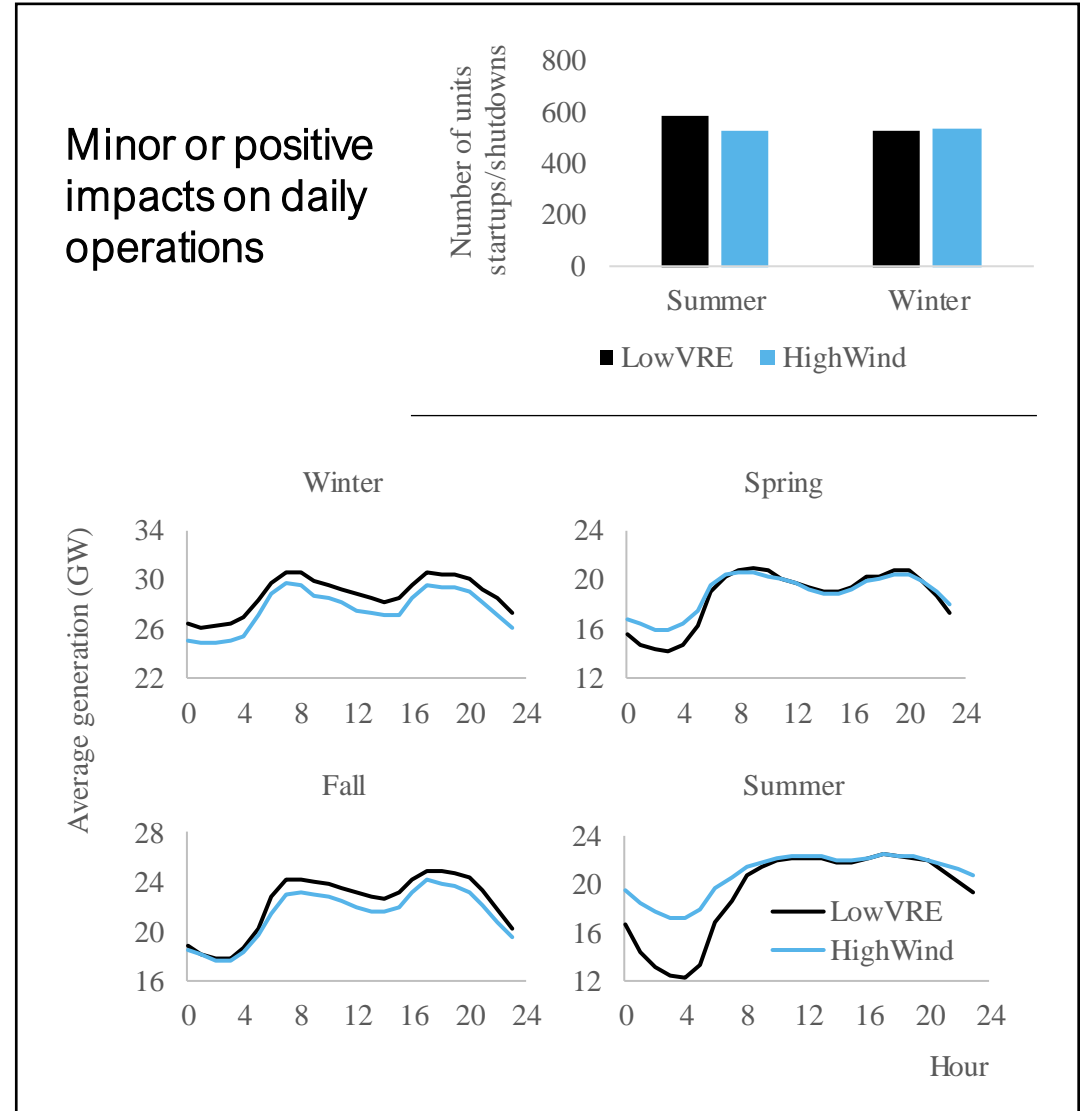 Minor or positive
impacts on daily
operations
Number of units
startups/shutdowns
800
600
400
200
0
Summer Winter
LowVRE HighWind
Average generation (GW)
Winter
34
30
26
22
0 4 8 12 16 20 24
Spring
24
20
16
12
0 4 8 12 16 20 24
Fall
28
24
20
16
0 4 8 12 16 20 24
Summer
24
20
16
12
LowVRE
HighWind
0 4 8 12 16 20 24
Hour